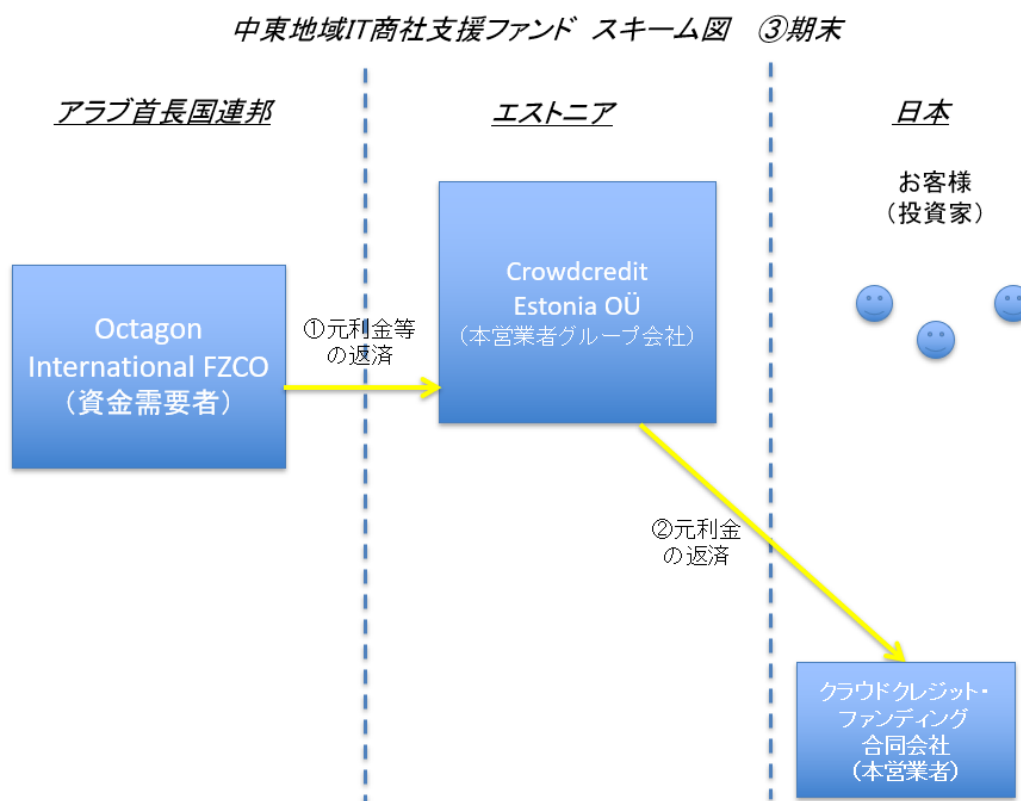 中東地域IT商社支援ファンド スキーム図 ③期末
アラブ首長国連邦
エストニア
日本
お客様
（投資家）
Octagon
International FZCO
（資金需要者）
①元利金等
の返済
Crowdcredit
Estonia OÜ
（本営業者グループ会社）
②元利金
の返済
クラウドクレジット・
ファンディング
合同会社
（本営業者）